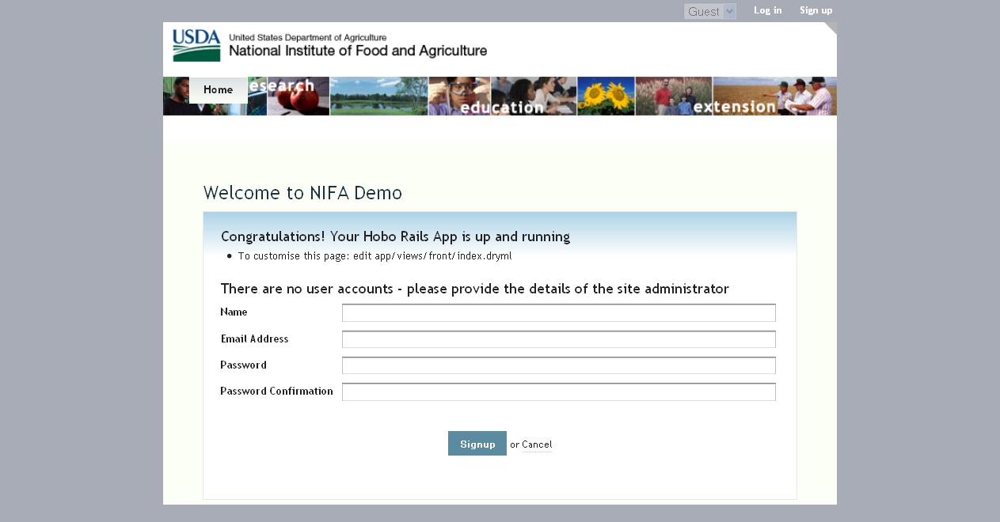 Guest Log in Sign up
USDA
United States Department of Agriculture
National Institute of Food and Agriculture
Home
esearch
education
extension
Welcome to NIFA Demo
Congratulations! Your Hobo Rails App is up and running
• To customise this page: edit app/views/front/index.dryml
There are no user accounts - please provide the details of the site administrator
Name
Email Address
Password
Password Confirmation
Signup or Cancel